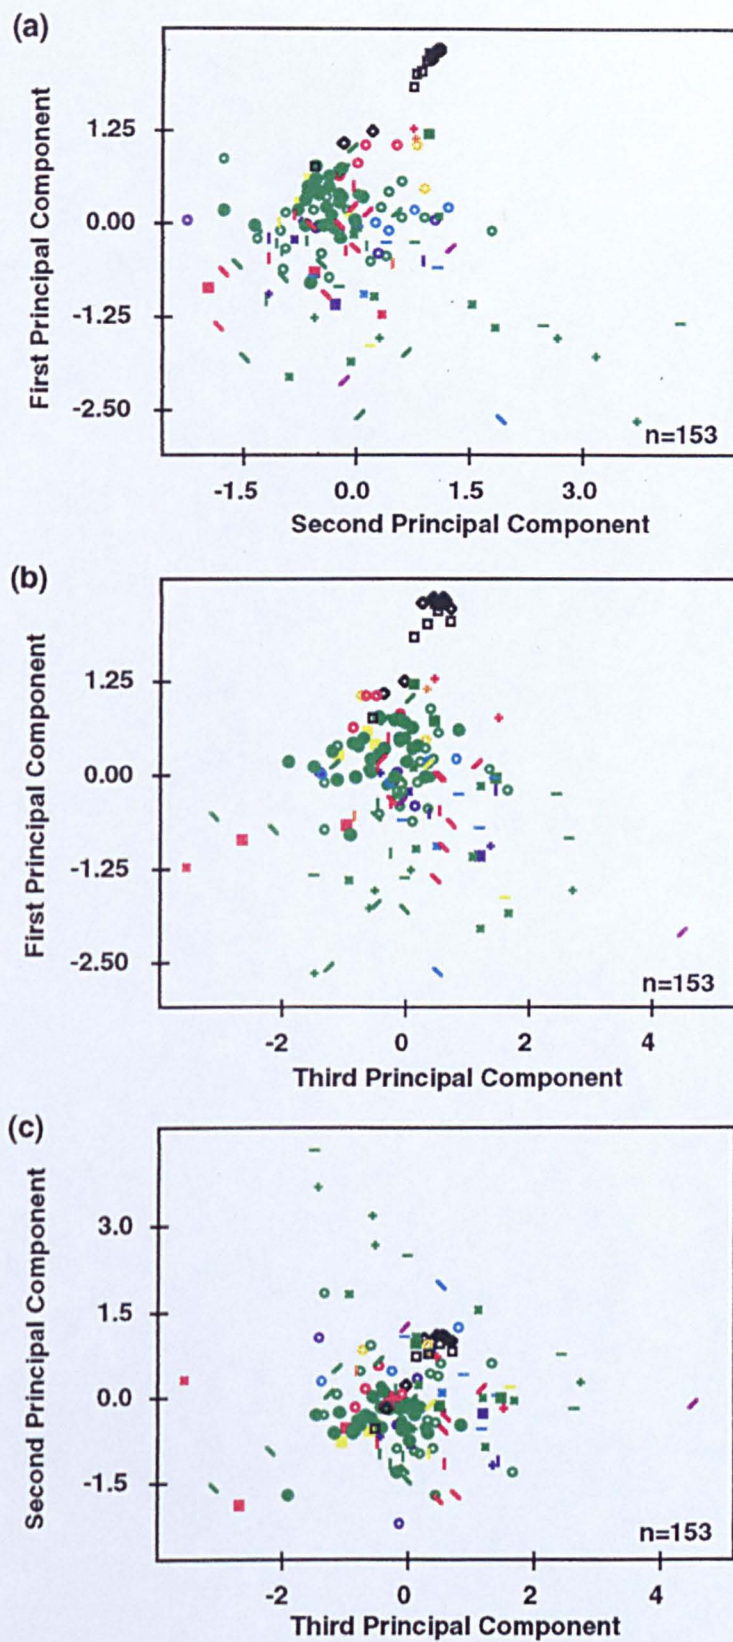 (a)
First Principal Component
1.25
0.00
-1.25
-2.50
n=153
-1.5 0.0 1.5 3.0
Second Principal Component
(b)
First Principal Component
1.25
0.00
-1.25
-2.50
n=153
-2 0 2 4
Third Principal Component
(c)
Second Principal Component
3.0
1.5
0.0
-1.5
n=153
-2 0 2 4
Third Principal Component